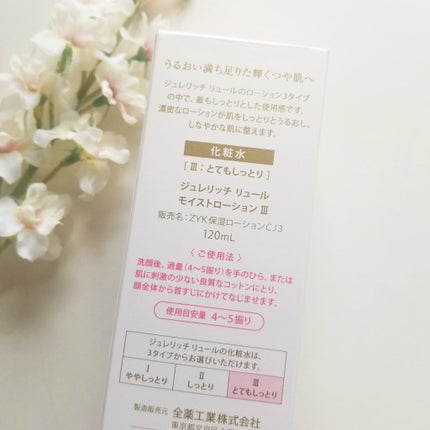 うるおい満ち足りた輝くつや肌へ
ジュレリッチ リュールのローション3タイプ
の中で、最もしっとりとした使用感です。
濃密なローションが肌をしっとりとうるおし、
しなやかな肌に整えます。
化粧水
[ Ⅲ：とてもしっとり ]
ジュレリッチ リュール
モイストローション Ⅲ
販売名：ZYK保湿ローションCJ3
120mL
〈 ご使用法 〉
洗顔後、適量（4〜5振り）を手のひら、または
肌に刺激の少ない良質なコットンにとり、
顔全体から首すじにかけてなじませます。
使用目安量 4〜5振り
ジュレリッチ リュールの化粧水は、
3タイプからお選びいただけます。
Ⅰ Ⅱ Ⅲ
ややしっとり しっとり とてもしっとり
製造販売元 全薬工業株式会社
東京都文京区